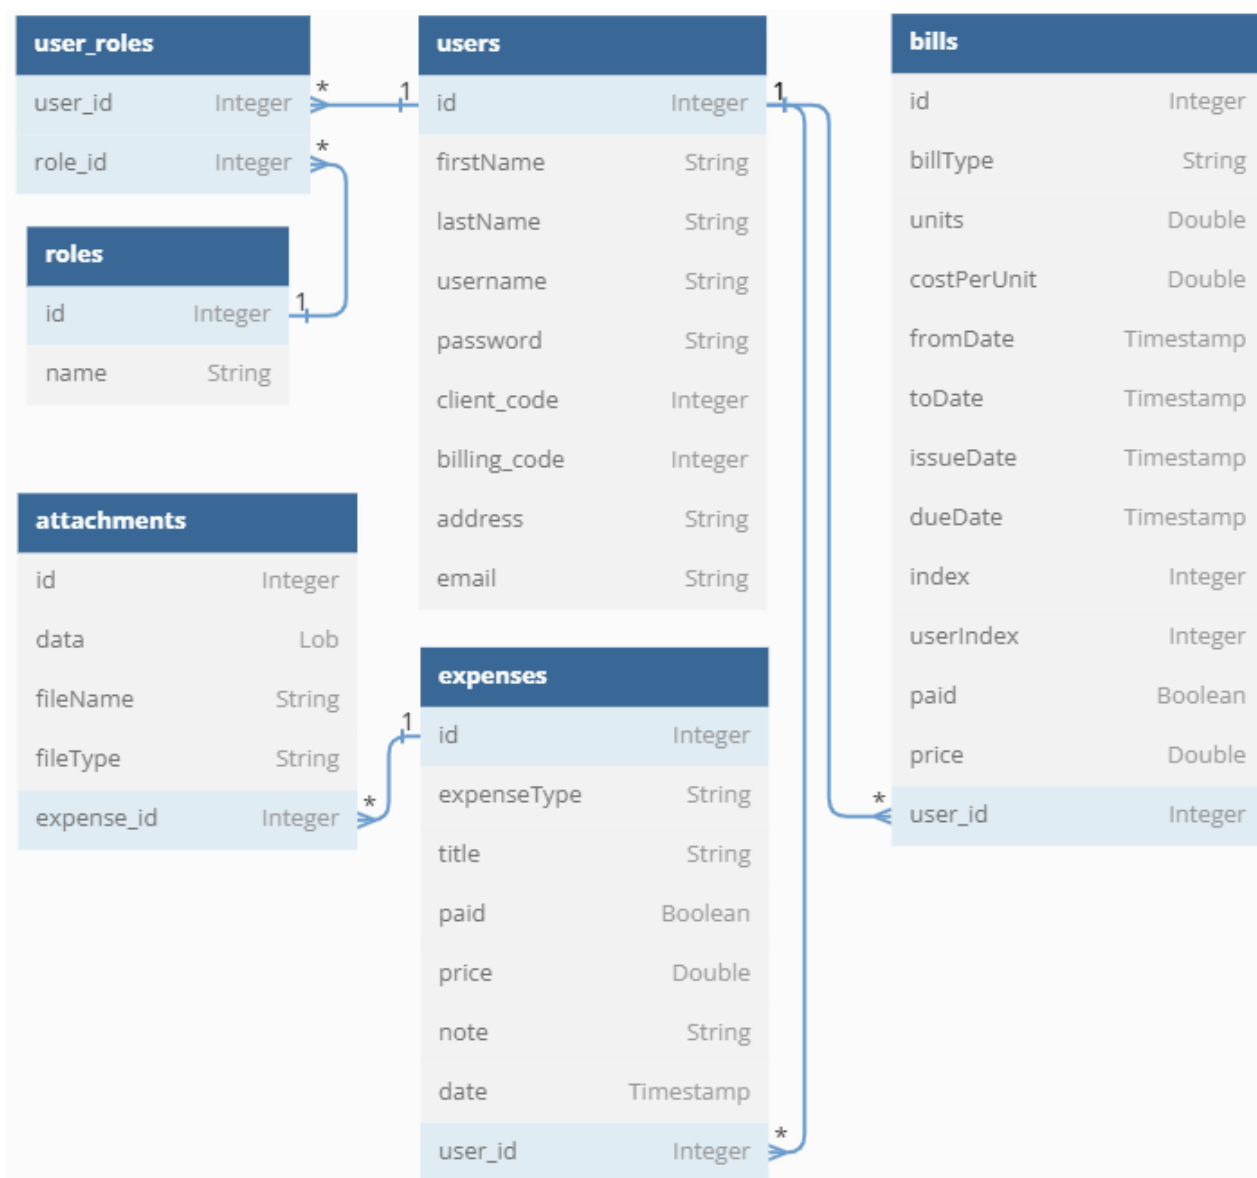 user_roles
user_id Integer
role_id Integer
* 1
*
roles
id Integer
name String
1
users
id Integer
firstName String
lastName String
username String
password String
client_code Integer
billing_code Integer
address String
email String
1
bills
id Integer
billType String
units Double
costPerUnit Double
fromDate Timestamp
toDate Timestamp
issueDate Timestamp
dueDate Timestamp
index Integer
userIndex Integer
paid Boolean
price Double
user_id Integer
*
attachments
id Integer
data Lob
fileName String
fileType String
expense_id Integer
*
1
expenses
id Integer
expenseType String
title String
paid Boolean
price Double
note String
date Timestamp
user_id Integer
*